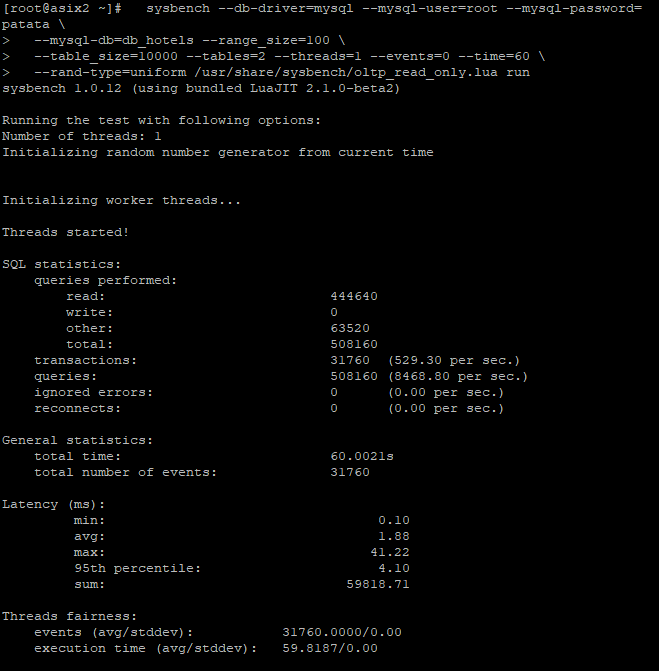 [root@asix2 ~]#   sysbench --db-driver=mysql --mysql-user=root --mysql-password=
patata \
>   --mysql-db=db_hotels --range_size=100 \
>   --table_size=10000 --tables=2 --threads=1 --events=0 --time=60 \
>   --rand-type=uniform /usr/share/sysbench/oltp_read_only.lua run
sysbench 1.0.12 (using bundled LuaJIT 2.1.0-beta2)
Running the test with following options:
Number of threads: 1
Initializing random number generator from current time
Initializing worker threads...
Threads started!
SQL statistics:
    queries performed:
        read:                            444640
        write:                           0
        other:                           63520
        total:                           508160
    transactions:                        31760  (529.30 per sec.)
    queries:                             508160 (8468.80 per sec.)
    ignored errors:                      0      (0.00 per sec.)
    reconnects:                          0      (0.00 per sec.)
General statistics:
    total time:                          60.0021s
    total number of events:              31760
Latency (ms):
         min:                                  0.10
         avg:                                  1.88
         max:                                 41.22
         95th percentile:                      4.10
         sum:                              59818.71
Threads fairness:
    events (avg/stddev):           31760.0000/0.00
    execution time (avg/stddev):   59.8187/0.00